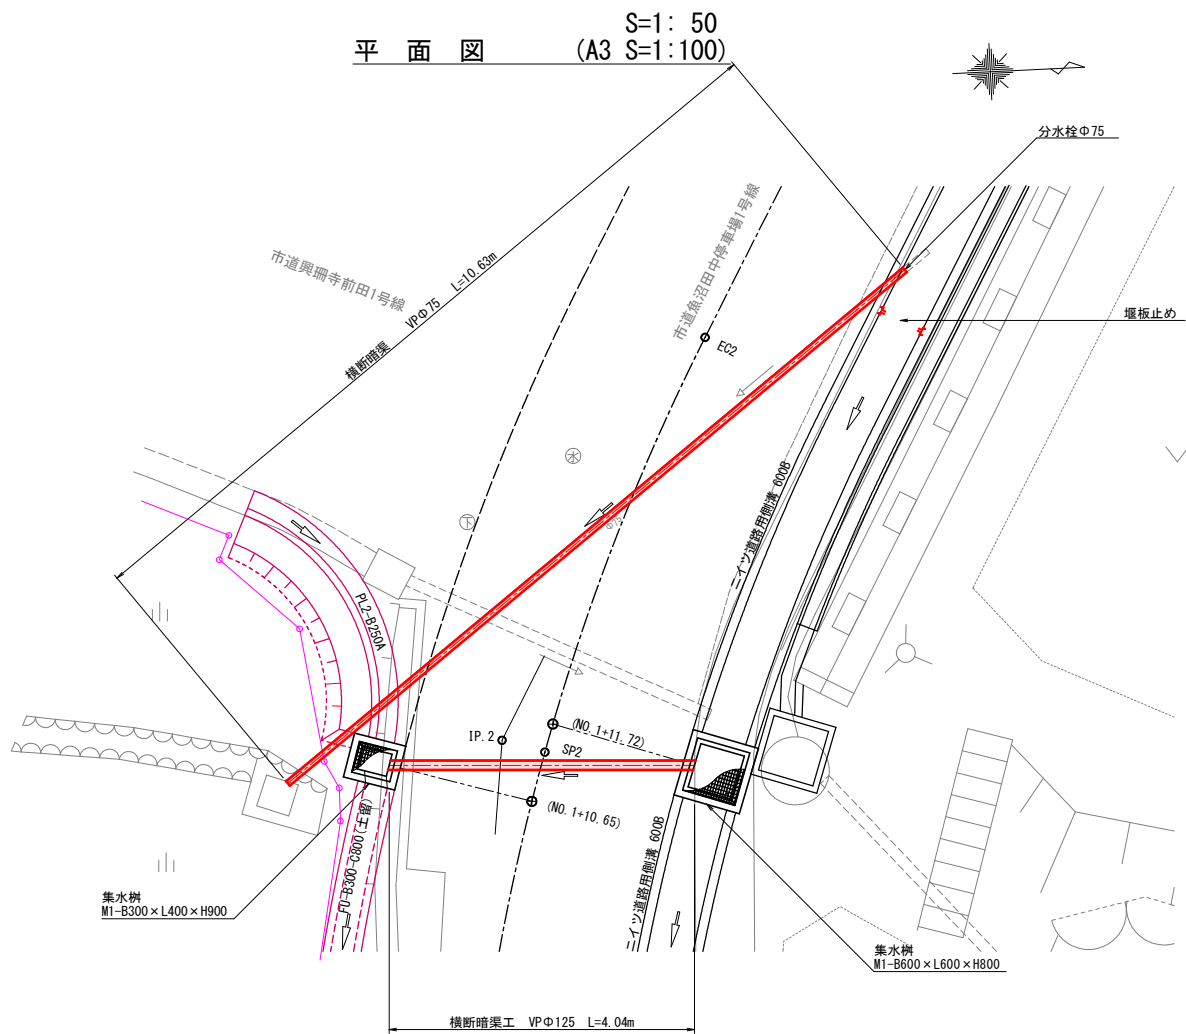 S=1: 50
平 面 図 (A3 S=1:100)
分水栓Φ75
市道魚沼田中停車場1号線
市道興珊寺前田1号線
VPΦ75 L=10.63m
横断暗渠
堰板止め
EC2
水
下
ニイツ道路用側溝 600B
PL2-B250A
IP.2
SP2
(NO.1+11.72)
(NO.1+10.65)
FU-B300-C800(土留)
ニイツ道路用側溝 600B
集水桝
M1-B300×L400×H900
集水桝
M1-B600×L600×H800
横断暗渠工 VPΦ125 L=4.04m